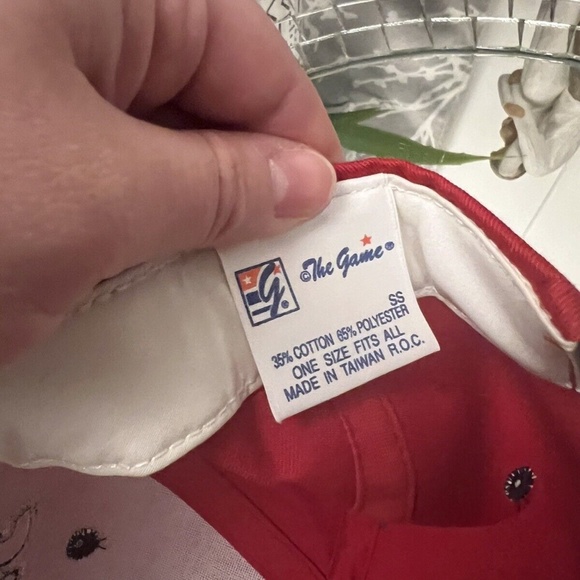 G®
©The Game®
SS
35% COTTON 65% POLYESTER
ONE SIZE FITS ALL
MADE IN TAIWAN R.O.C.